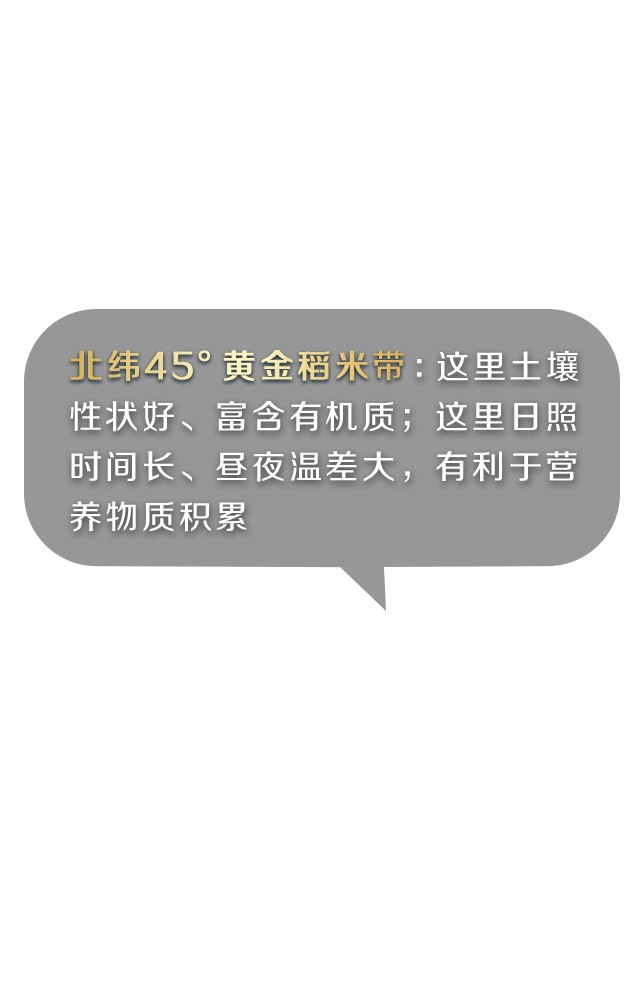 北纬45°黄金稻米带：这里土壤
性状好、富含有机质；这里日照
时间长、昼夜温差大，有利于营
养物质积累